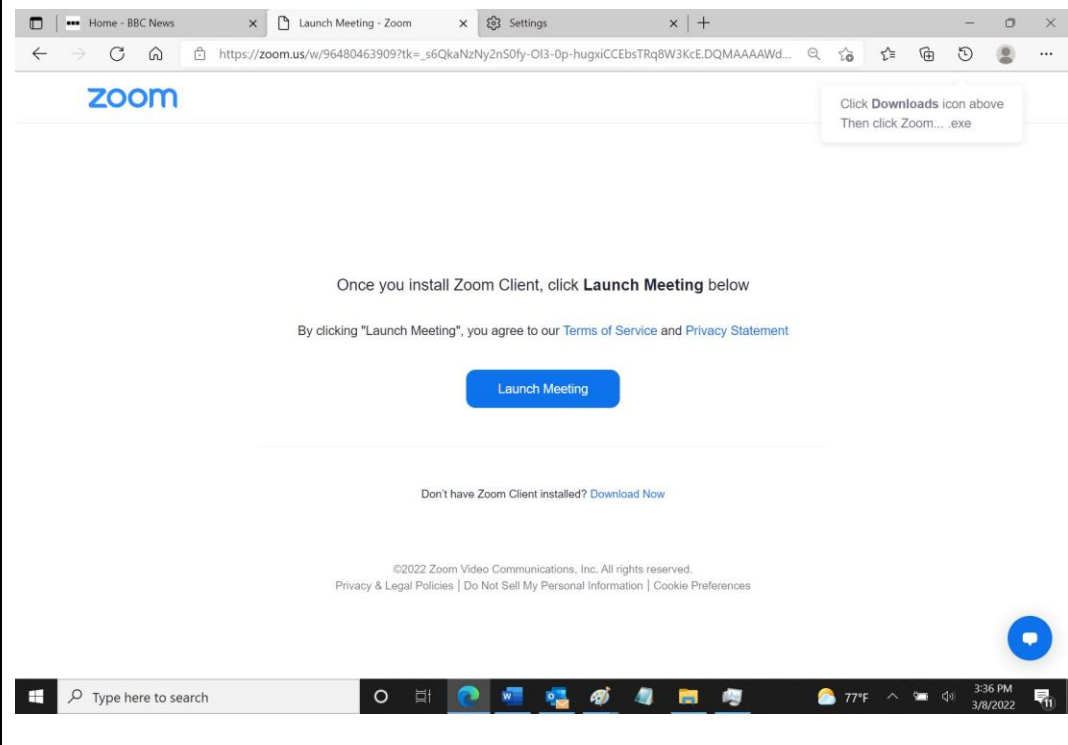 Home - BBC News
Launch Meeting - Zoom
Settings
https://zoom.us/w/96480463909?tk=_s6QkaNzNy2nS0fy-Ol3-0p-hugxiCCEbsTRq8W3KcE.DQMAAAAWd...
zoom
Click Downloads icon above
Then click Zoom... .exe
Once you install Zoom Client, click Launch Meeting below
By clicking "Launch Meeting", you agree to our Terms of Service and Privacy Statement
Launch Meeting
Don't have Zoom Client installed? Download Now
©2022 Zoom Video Communications, Inc. All rights reserved.
Privacy & Legal Policies | Do Not Sell My Personal Information | Cookie Preferences
Type here to search
77°F
3:36 PM
3/8/2022
11